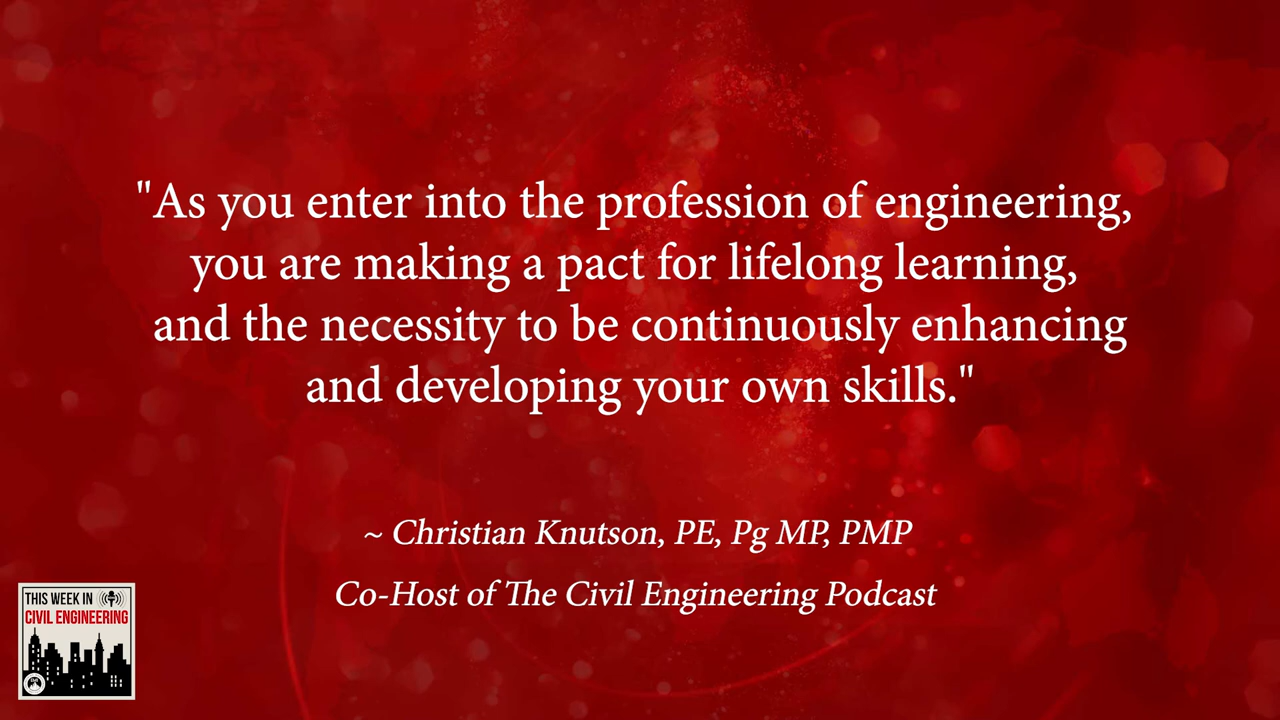 "As you enter into the profession of engineering,
you are making a pact for lifelong learning,
and the necessity to be continuously enhancing
and developing your own skills."
~ Christian Knutson, PE, Pg MP, PMP
Co-Host of The Civil Engineering Podcast
THIS WEEK IN
CIVIL ENGINEERING